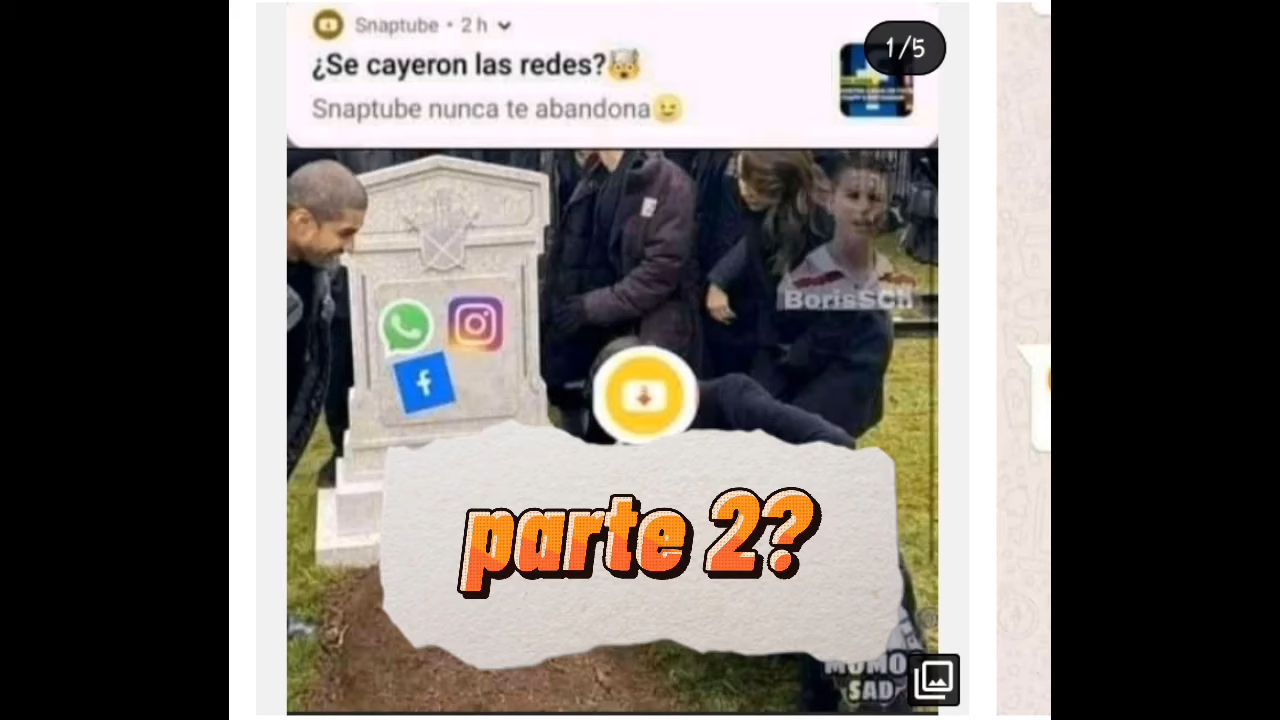 Snaptube • 2 h
1/5
¿Se cayeron las redes?🤯
Snaptube nunca te abandona😉
BorisSCh
parte 2?
MOMO
SAD